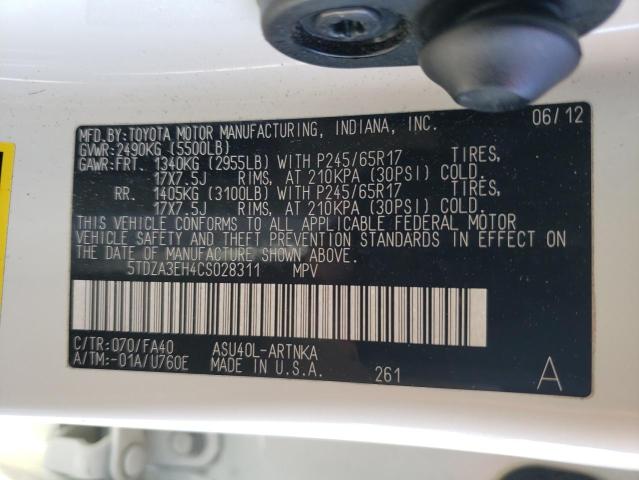 MFD.BY:TOYOTA MOTOR MANUFACTURING, INDIANA, INC. 06/12
GVWR:2490KG (5500LB)
GAWR:FRT. 1340KG (2955LB) WITH P245/65R17 TIRES,
17X7.5J RIMS, AT 210KPA (30PSI) COLD.
RR. 1405KG (3100LB) WITH P245/65R17 TIRES,
17X7.5J RIMS, AT 210KPA (30PSI) COLD.
THIS VEHICLE CONFORMS TO ALL APPLICABLE FEDERAL MOTOR
VEHICLE SAFETY AND THEFT PREVENTION STANDARDS IN EFFECT ON
THE DATE OF MANUFACTURE SHOWN ABOVE.
5TDZA3EH4CS028311 MPV
C/TR:070/FA40 ASU40L-ARTNKA
A/TM:-01A/U760E MADE IN U.S.A. 261 A